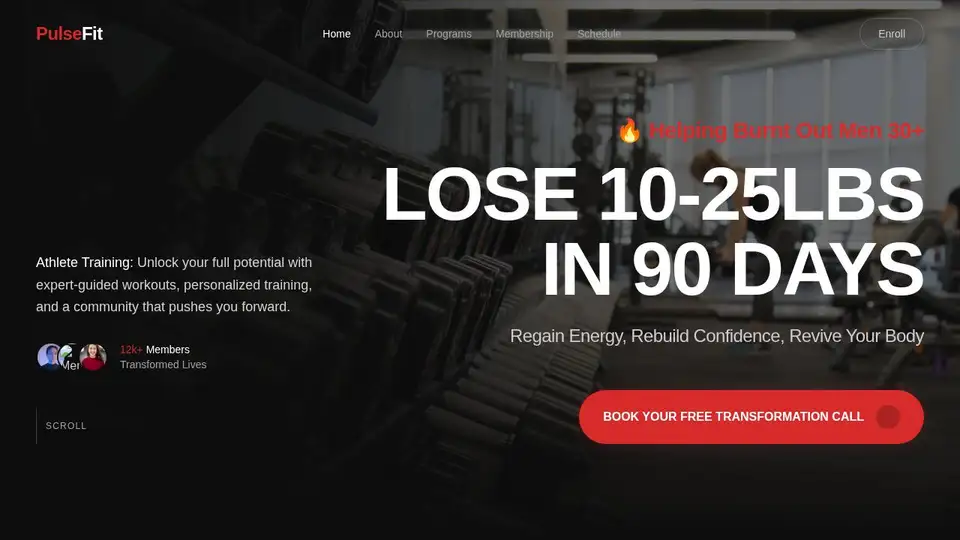 PulseFit
Home About Programs Membership Schedule
Enroll
🔥 Helping Burnt Out Men 30+
LOSE 10-25LBS
IN 90 DAYS
Regain Energy, Rebuild Confidence, Revive Your Body
BOOK YOUR FREE TRANSFORMATION CALL
Athlete Training: Unlock your full potential with
expert-guided workouts, personalized training,
and a community that pushes you forward.
12k+ Members
Transformed Lives
SCROLL